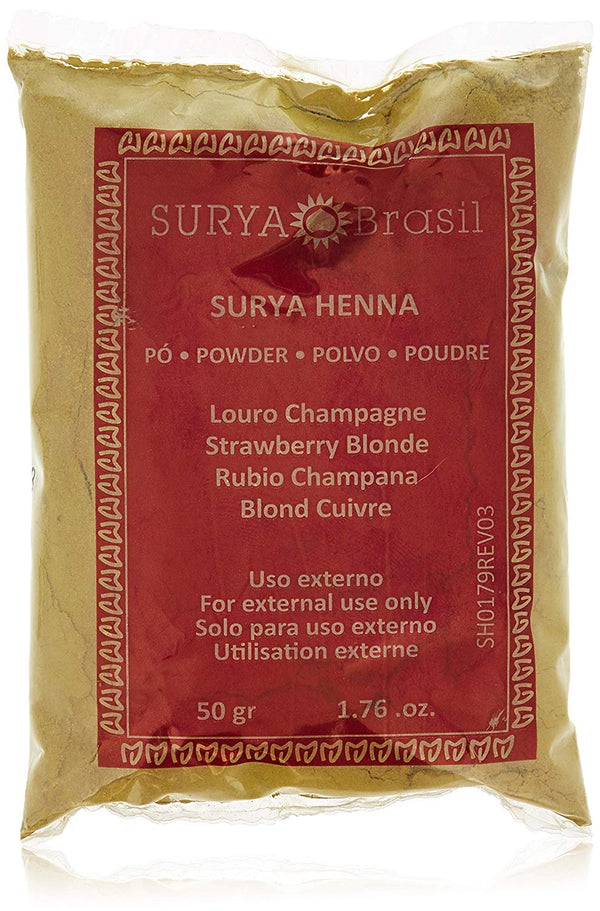 SURYA Brasil
SURYA HENNA
PÓ • POWDER • POLVO • POUDRE
Louro Champagne
Strawberry Blonde
Rubio Champana
Blond Cuivre
Uso externo
For external use only
Solo para uso externo
Utilisation externe
50 gr 1.76 .oz.
SH0179REV03